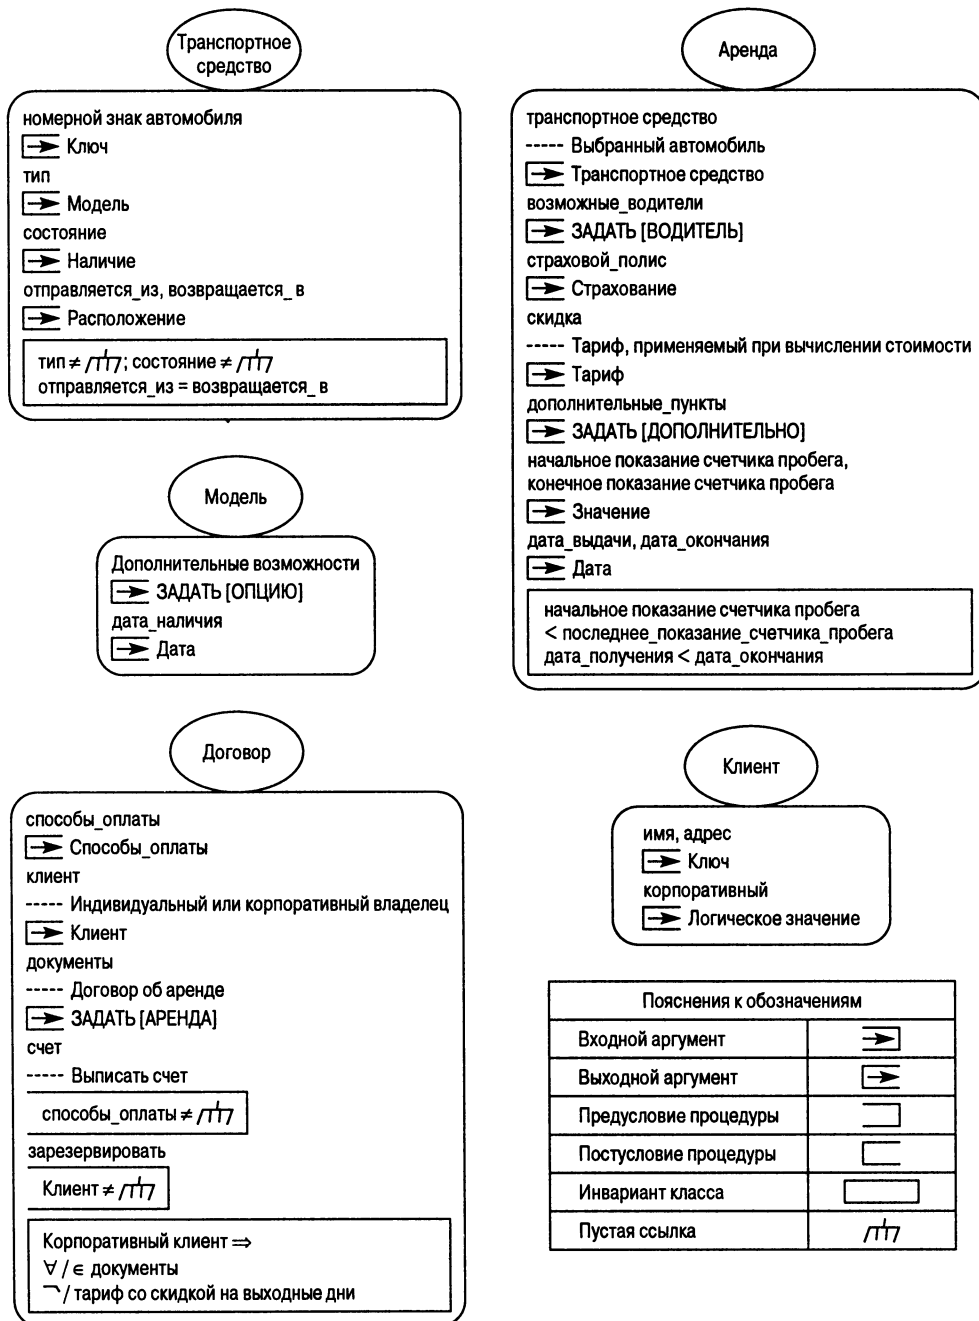 Транспортное
средство
номерной знак автомобиля
Ключ
тип
Модель
состояние
Наличие
отправляется_из, возвращается_ в
Расположение
тип ≠ ; состояние ≠
отправляется_из = возвращается_ в
Модель
Дополнительные возможности
ЗАДАТЬ [ОПЦИЮ]
дата_наличия
Дата
Договор
способы_оплаты
Способы_оплаты
клиент
----- Индивидуальный или корпоративный владелец
Клиент
документы
----- Договор об аренде
ЗАДАТЬ [АРЕНДА]
счет
----- Выписать счет
способы_оплаты ≠
зарезервировать
Клиент ≠
Корпоративный клиент ⇒
∀ / ∈ документы
¬ / тариф со скидкой на выходные дни
Аренда
транспортное средство
----- Выбранный автомобиль
Транспортное средство
возможные_водители
ЗАДАТЬ [ВОДИТЕЛЬ]
страховой_полис
Страхование
скидка
----- Тариф, применяемый при вычислении стоимости
Тариф
дополнительные_пункты
ЗАДАТЬ [ДОПОЛНИТЕЛЬНО]
начальное показание счетчика пробега,
конечное показание счетчика пробега
Значение
дата_выдачи, дата_окончания
Дата
начальное показание счетчика пробега
< последнее_показание_счетчика_пробега
дата_получения < дата_окончания
Клиент
имя, адрес
Ключ
корпоративный
Логическое значение
Пояснения к обозначениям
Входной аргумент
Выходной аргумент
Предусловие процедуры
Постусловие процедуры
Инвариант класса
Пустая ссылка